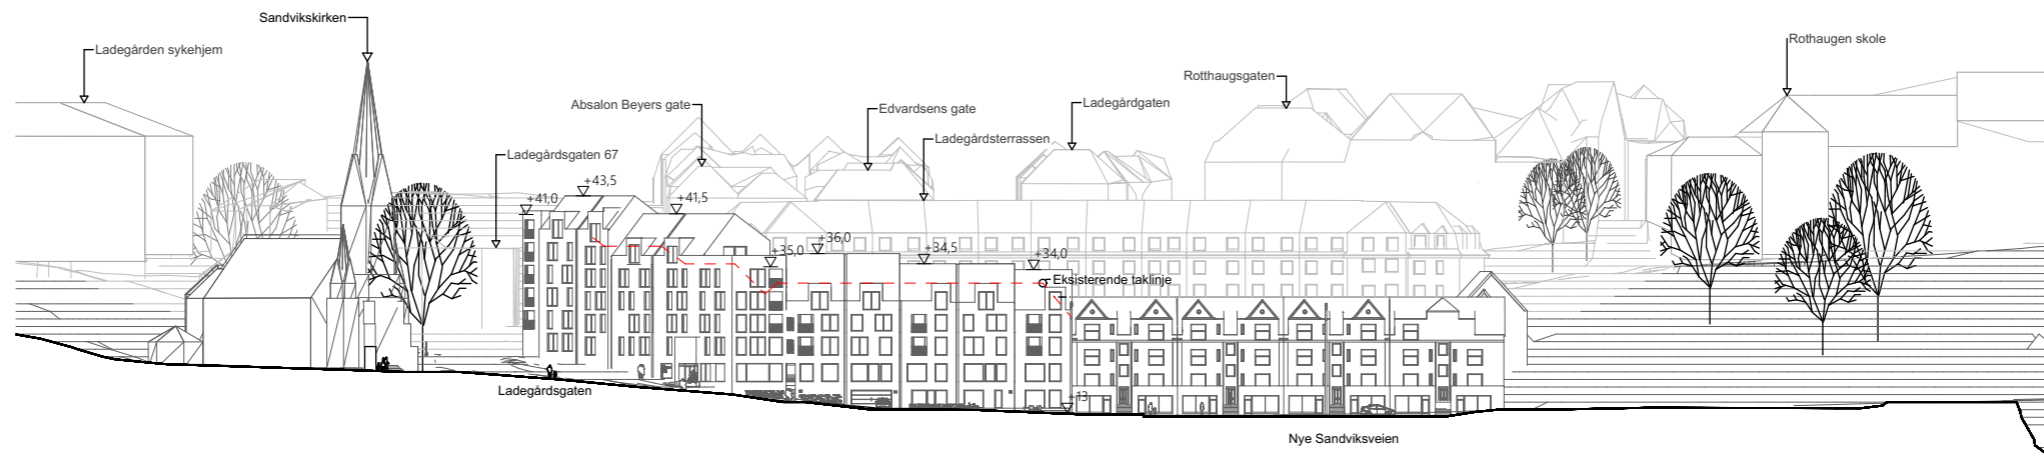 Sandvikskirken
Ladegården sykehjem
Rothaugen skole
Rotthaugsgaten
Absalon Beyers gate
Edvardsens gate
Ladegårdgaten
Ladegårdsterrassen
Ladegårdsgaten 67
+43,5
+41,0
+41,5
+36,0
+35,0
+34,5
+34,0
Eksisterende taklinje
+13
Ladegårdsgaten
Nye Sandviksveien